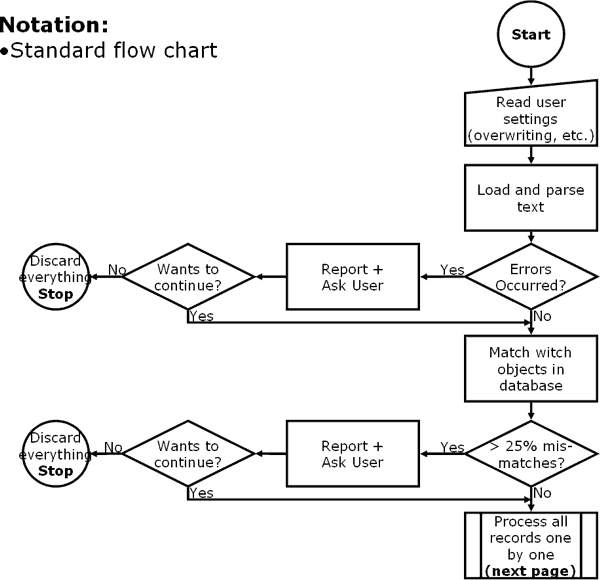 Notation:
•Standard flow chart
Start
Read user
settings
(overwriting, etc.)
Load and parse
text
Discard
everything
Stop
No
Wants to
continue?
Report +
Ask User
Yes
Errors
Occurred?
Yes
No
Match witch
objects in
database
Discard
everything
Stop
No
Wants to
continue?
Report +
Ask User
Yes
> 25% mis-
matches?
Yes
No
Process all
records one
by one
(next page)